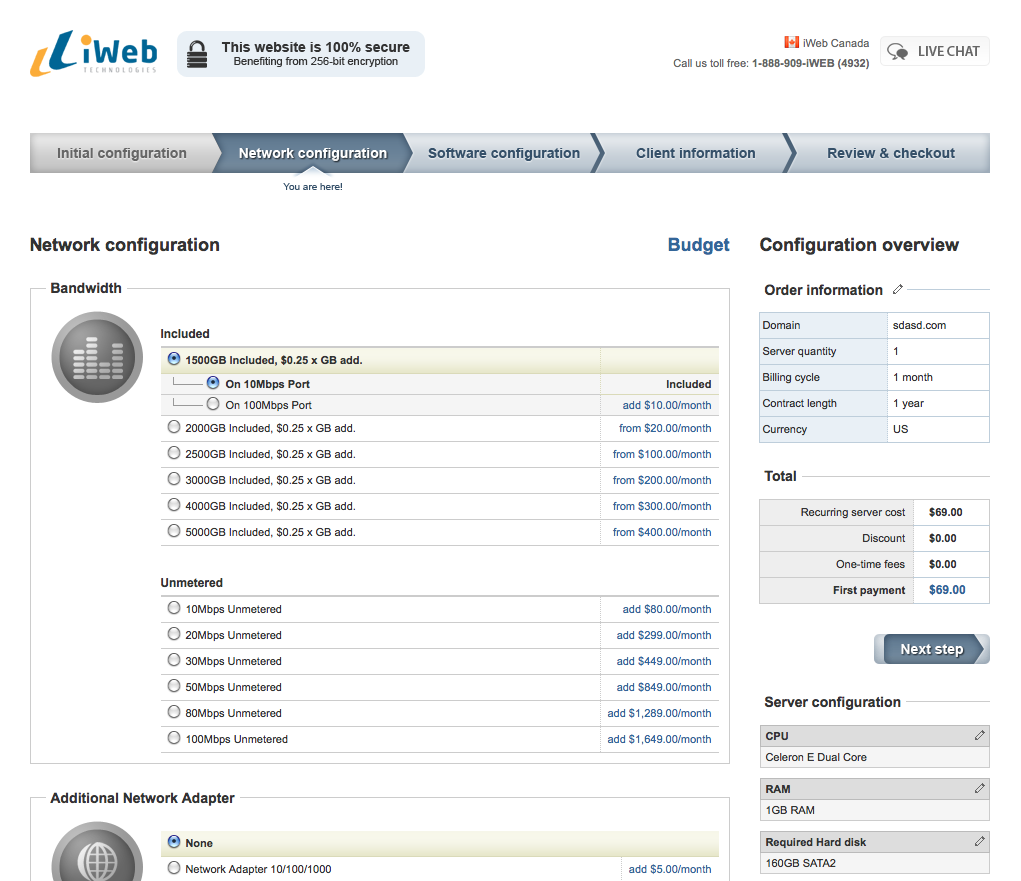 iWeb
TECHNOLOGIES
This website is 100% secure
Benefiting from 256-bit encryption
iWeb Canada
Call us toll free: 1-888-909-iWEB (4932)
LIVE CHAT
Initial configuration
Network configuration
Software configuration
Client information
Review & checkout
You are here!
Network configuration
Budget
Bandwidth
Included
1500GB Included, $0.25 x GB add.
On 10Mbps Port Included
On 100Mbps Port add $10.00/month
2000GB Included, $0.25 x GB add. from $20.00/month
2500GB Included, $0.25 x GB add. from $100.00/month
3000GB Included, $0.25 x GB add. from $200.00/month
4000GB Included, $0.25 x GB add. from $300.00/month
5000GB Included, $0.25 x GB add. from $400.00/month
Unmetered
10Mbps Unmetered add $80.00/month
20Mbps Unmetered add $299.00/month
30Mbps Unmetered add $449.00/month
50Mbps Unmetered add $849.00/month
80Mbps Unmetered add $1,289.00/month
100Mbps Unmetered add $1,649.00/month
Additional Network Adapter
None
Network Adapter 10/100/1000 add $5.00/month
Configuration overview
Order information
Domain sdasd.com
Server quantity 1
Billing cycle 1 month
Contract length 1 year
Currency US
Total
Recurring server cost $69.00
Discount $0.00
One-time fees $0.00
First payment $69.00
Next step
Server configuration
CPU
Celeron E Dual Core
RAM
1GB RAM
Required Hard disk
160GB SATA2